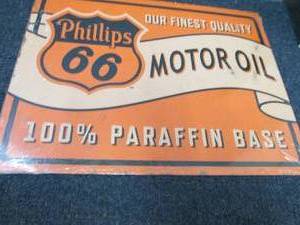 OUR FINEST QUALITY
Phillips
66
MOTOR OIL
100% PARAFFIN BASE